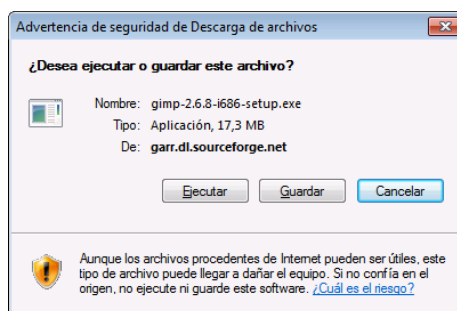 Advertencia de seguridad de Descarga de archivos
¿Desea ejecutar o guardar este archivo?
Nombre: gimp-2.6.8-i686-setup.exe
Tipo: Aplicación, 17,3 MB
De: garr.dl.sourceforge.net
Ejecutar Guardar Cancelar
Aunque los archivos procedentes de Internet pueden ser útiles, este
tipo de archivo puede llegar a dañar el equipo. Si no confía en el
origen, no ejecute ni guarde este software. ¿Cuál es el riesgo?